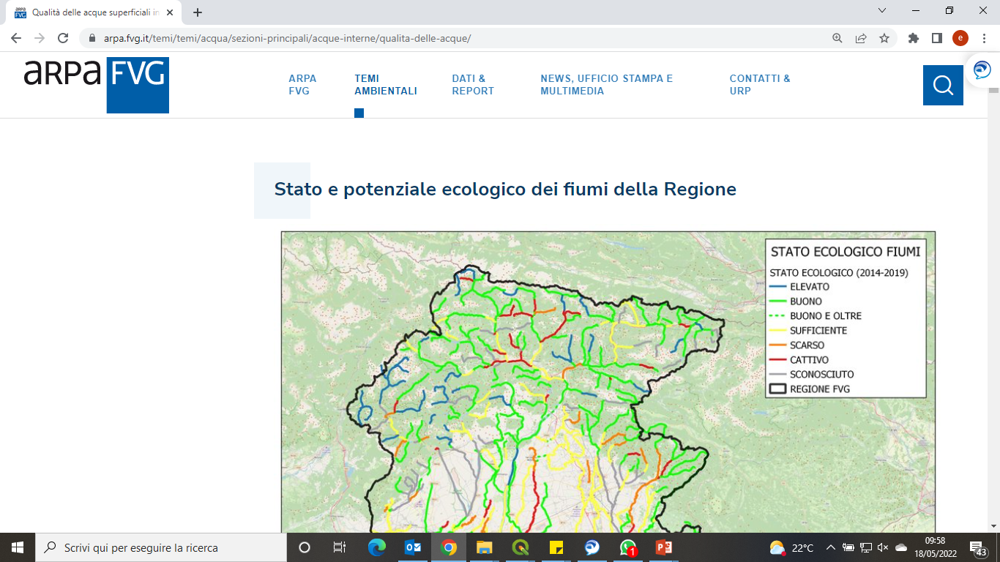 Qualità delle acque superficiali in
arpa.fvg.it/temi/temi/acqua/sezioni-principali/acque-interne/qualita-delle-acque/
e
arpa FVG
ARPA
FVG
TEMI
AMBIENTALI
DATI &
REPORT
NEWS, UFFICIO STAMPA E
MULTIMEDIA
CONTATTI &
URP
Stato e potenziale ecologico dei fiumi della Regione
STATO ECOLOGICO FIUMI
STATO ECOLOGICO (2014-2019)
ELEVATO
BUONO
BUONO E OLTRE
SUFFICIENTE
SCARSO
CATTIVO
SCONOSCIUTO
REGIONE FVG
Scrivi qui per eseguire la ricerca
1
22°C
09:58
18/05/2022
43